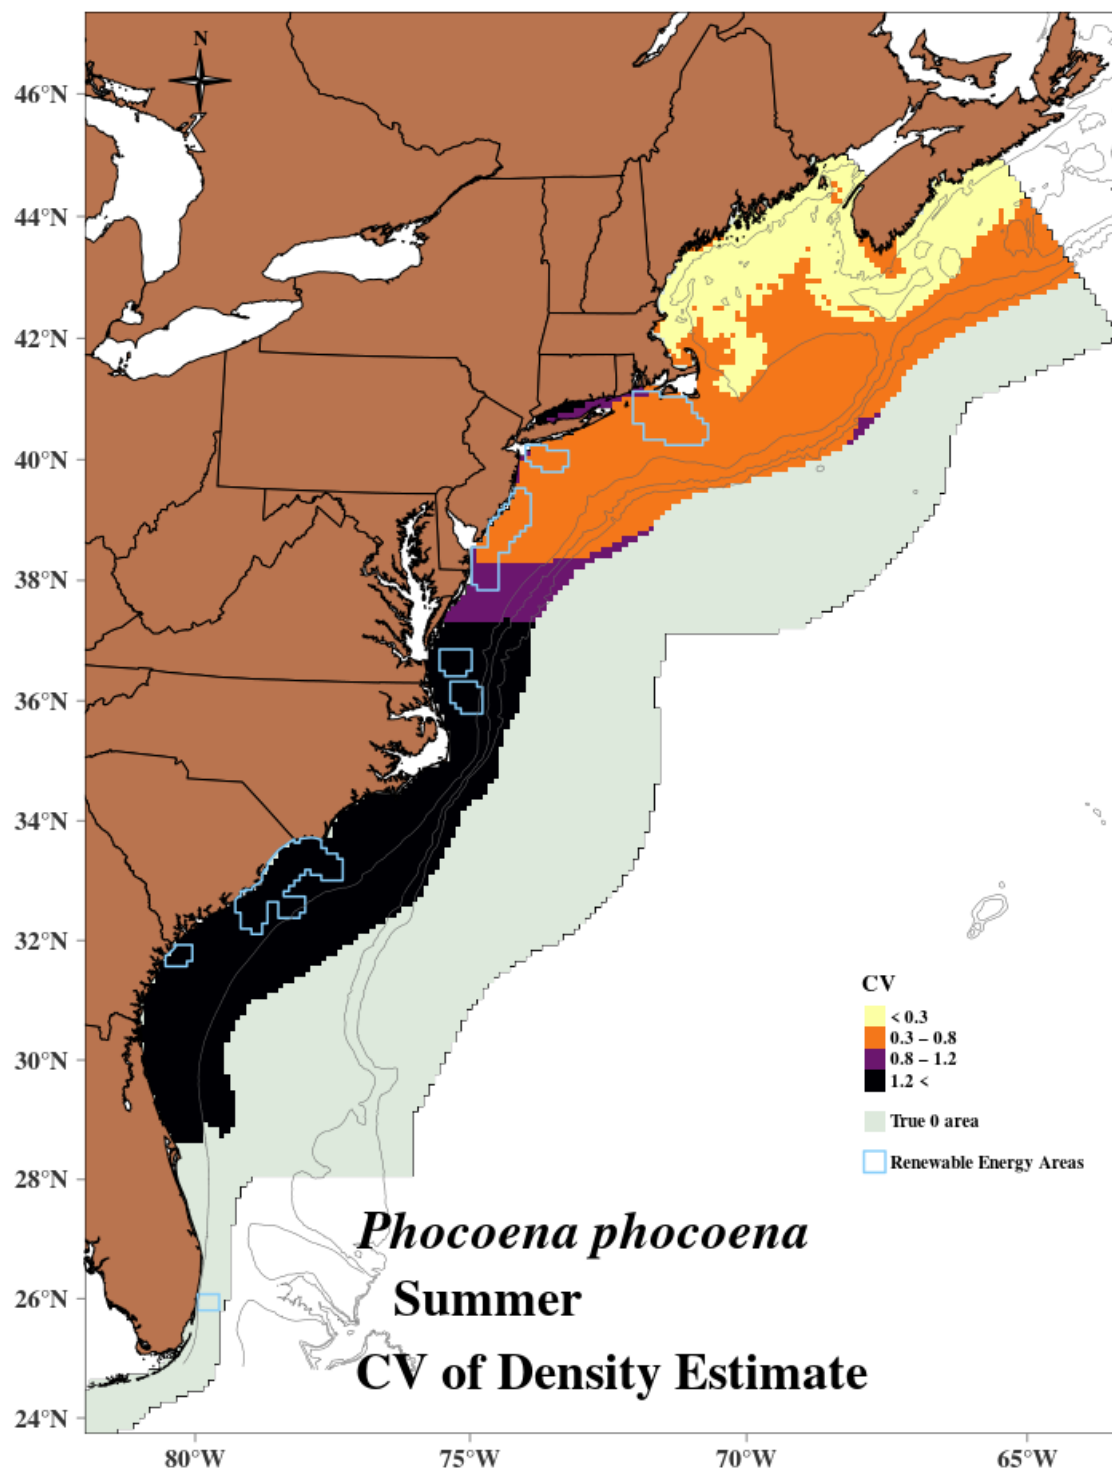 N
46°N
44°N
42°N
40°N
38°N
36°N
34°N
32°N
30°N
28°N
26°N
24°N
CV
< 0.3
0.3 – 0.8
0.8 – 1.2
1.2 <
True 0 area
Renewable Energy Areas
Phocoena phocoena
Summer
CV of Density Estimate
80°W 75°W 70°W 65°W